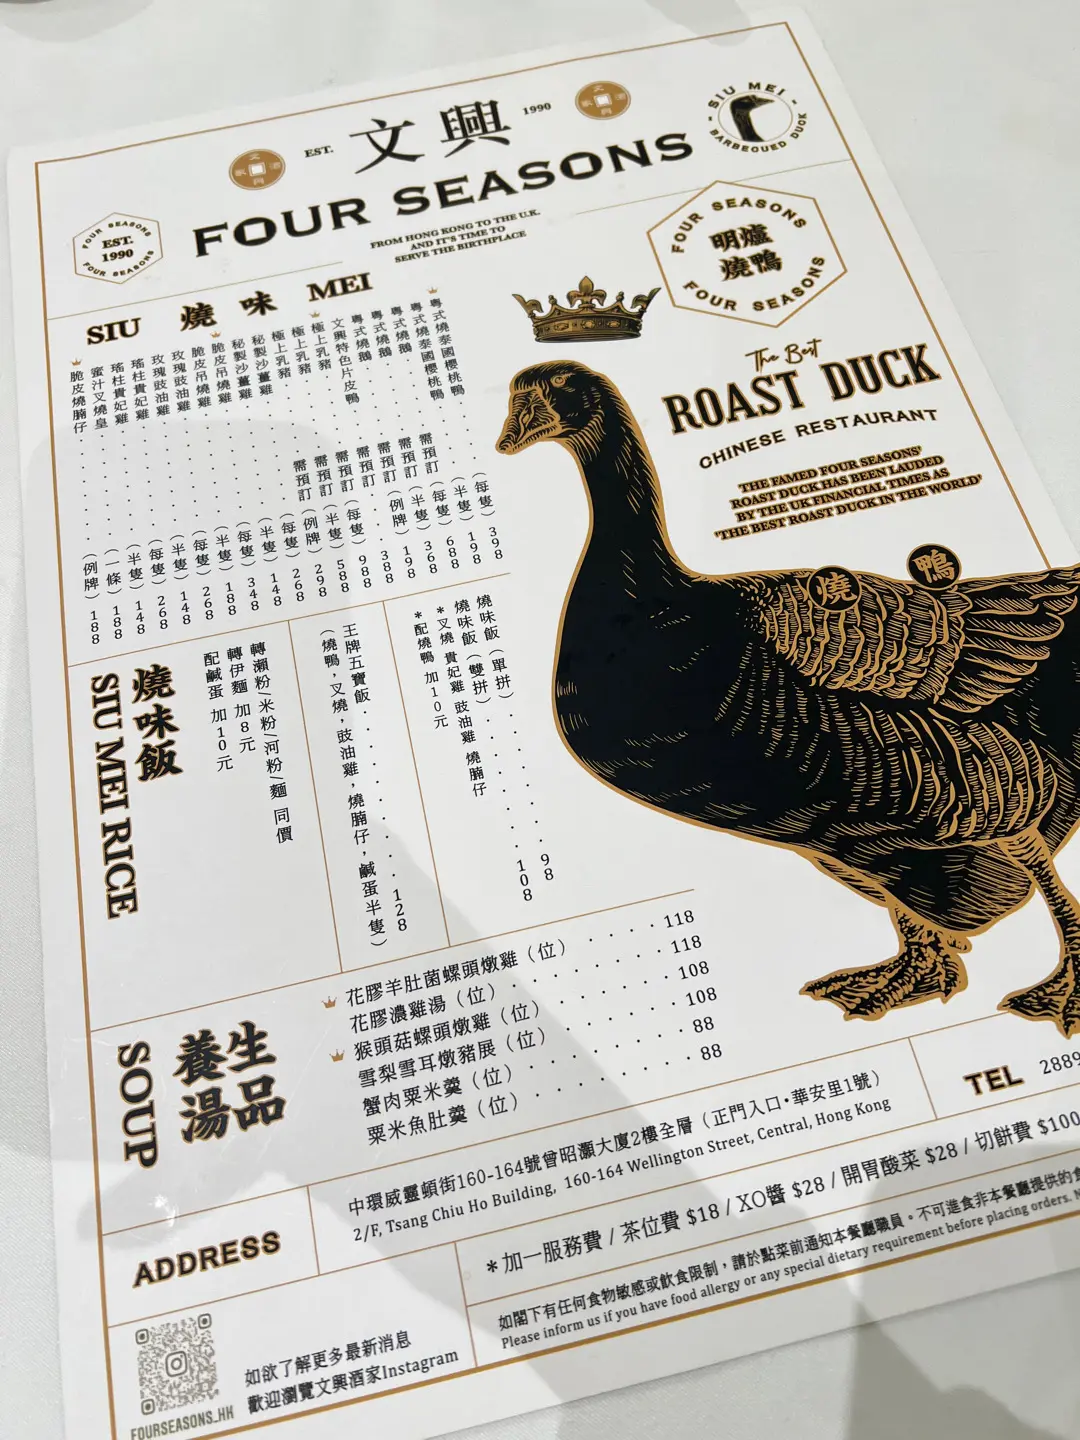 EST. 文興 1990
FOUR SEASONS
FROM HONG KONG TO THE U.K.
AND IT'S TIME TO
SERVE THE BIRTHPLACE
FOUR SEASONS
EST.
1990
FOUR SEASONS
SIU MEI
BARBECUED DUCK
FOUR SEASONS
明爐
燒鴨
FOUR SEASONS
The Best
ROAST DUCK
CHINESE RESTAURANT
THE FAMED FOUR SEASONS'
ROAST DUCK HAS BEEN LAUDED
BY THE UK FINANCIAL TIMES AS
'THE BEST ROAST DUCK IN THE WORLD'
燒
鴨
SIU 燒味 MEI
粵式燒泰國櫻桃鴨 (每隻) 398
粵式燒泰國櫻桃鴨 (半隻) 198
粵式燒鵝 需預訂 (每隻) 688
粵式燒鵝 需預訂 (半隻) 368
粵式燒鵝 需預訂 (例牌) 198
文興特色片皮鴨 需預訂 388
極上乳豬 需預訂 (每隻) 988
極上乳豬 需預訂 (半隻) 588
極上乳豬 需預訂 (例牌) 298
秘製沙薑雞 (每隻) 268
秘製沙薑雞 (半隻) 148
脆皮吊燒雞 (每隻) 348
脆皮吊燒雞 (半隻) 188
玫瑰豉油雞 (每隻) 268
玫瑰豉油雞 (半隻) 148
瑤柱貴妃雞 (每隻) 268
瑤柱貴妃雞 (半隻) 148
蜜汁叉燒皇 (一條) 188
脆皮燒腩仔 (例牌) 188
燒味飯
SIU MEI RICE
燒味飯 (單拼) 98
燒味飯 (雙拼) 108
*叉燒 貴妃雞 豉油雞 燒腩仔
*配燒鴨 加10元
王牌五寶飯 128
(燒鴨,叉燒,豉油雞,燒腩仔,鹹蛋半隻)
轉瀨粉/米粉/河粉/麵 同價
轉伊麵 加8元
配鹹蛋 加10元
養生
湯品
SOUP
花膠羊肚菌螺頭燉雞 (位) 118
花膠濃雞湯 (位) 118
猴頭菇螺頭燉雞 (位) 108
雪梨雪耳燉豬展 (位) 108
蟹肉粟米羹 (位) 88
粟米魚肚羹 (位) 88
ADDRESS
中環威靈頓街160-164號曾昭灝大廈2樓全層 (正門入口•華安里1號)
2/F, Tsang Chiu Ho Building, 160-164 Wellington Street, Central, Hong Kong
TEL 2889
*加一服務費 / 茶位費 $18 / XO醬 $28 / 開胃酸菜 $28 / 切餅費 $100
如閣下有任何食物敏感或飲食限制，請於點菜前通知本餐廳職員。不可進食非本餐廳提供的食
Please inform us if you have food allergy or any special dietary requirement before placing orders.
如欲了解更多最新消息
歡迎瀏覽文興酒家Instagram
FOURSEASONS_HK